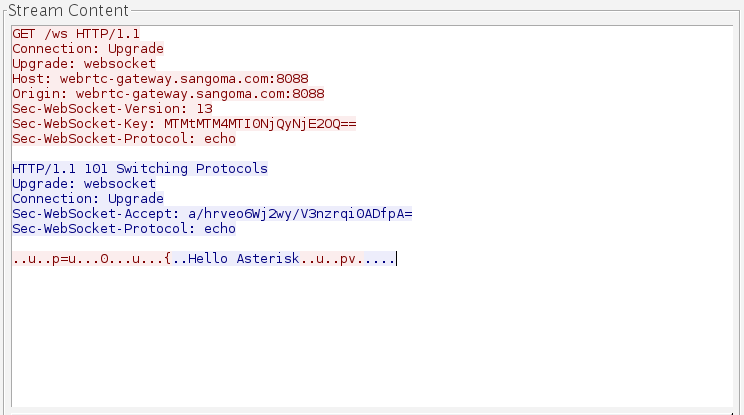 Stream Content
GET /ws HTTP/1.1
Connection: Upgrade
Upgrade: websocket
Host: webrtc-gateway.sangoma.com:8088
Origin: webrtc-gateway.sangoma.com:8088
Sec-WebSocket-Version: 13
Sec-WebSocket-Key: MTMtMTM4MTI0NjQyNjE2OQ==
Sec-WebSocket-Protocol: echo
HTTP/1.1 101 Switching Protocols
Upgrade: websocket
Connection: Upgrade
Sec-WebSocket-Accept: a/hrveo6Wj2wy/V3nzrqi0ADfpA=
Sec-WebSocket-Protocol: echo
..u..p=u...O...u...{..Hello Asterisk..u..pv.....